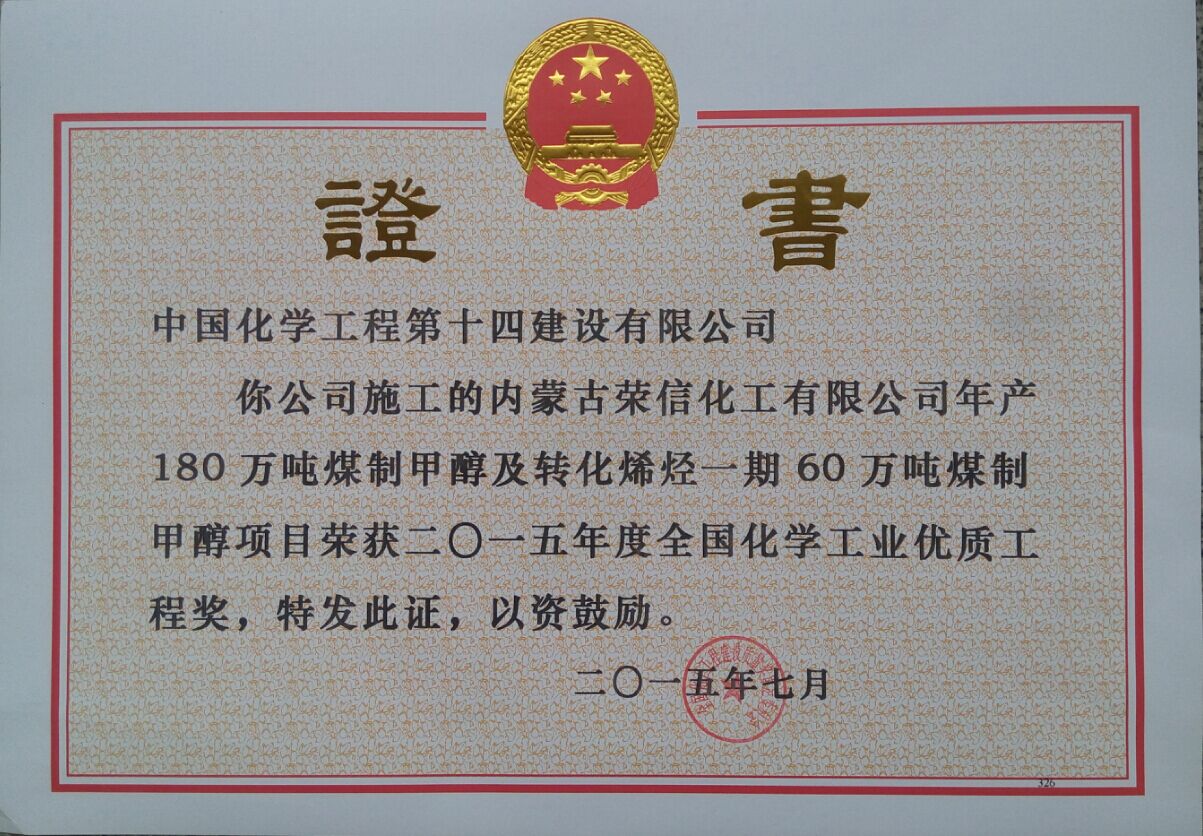 證 書
中国化学工程第十四建设有限公司
你公司施工的内蒙古荣信化工有限公司年产
180 万吨煤制甲醇及转化烯烃一期 60 万吨煤制
甲醇项目荣获二〇一五年度全国化学工业优质工
程奖，特发此证，以资鼓励。
二〇一五年七月
326